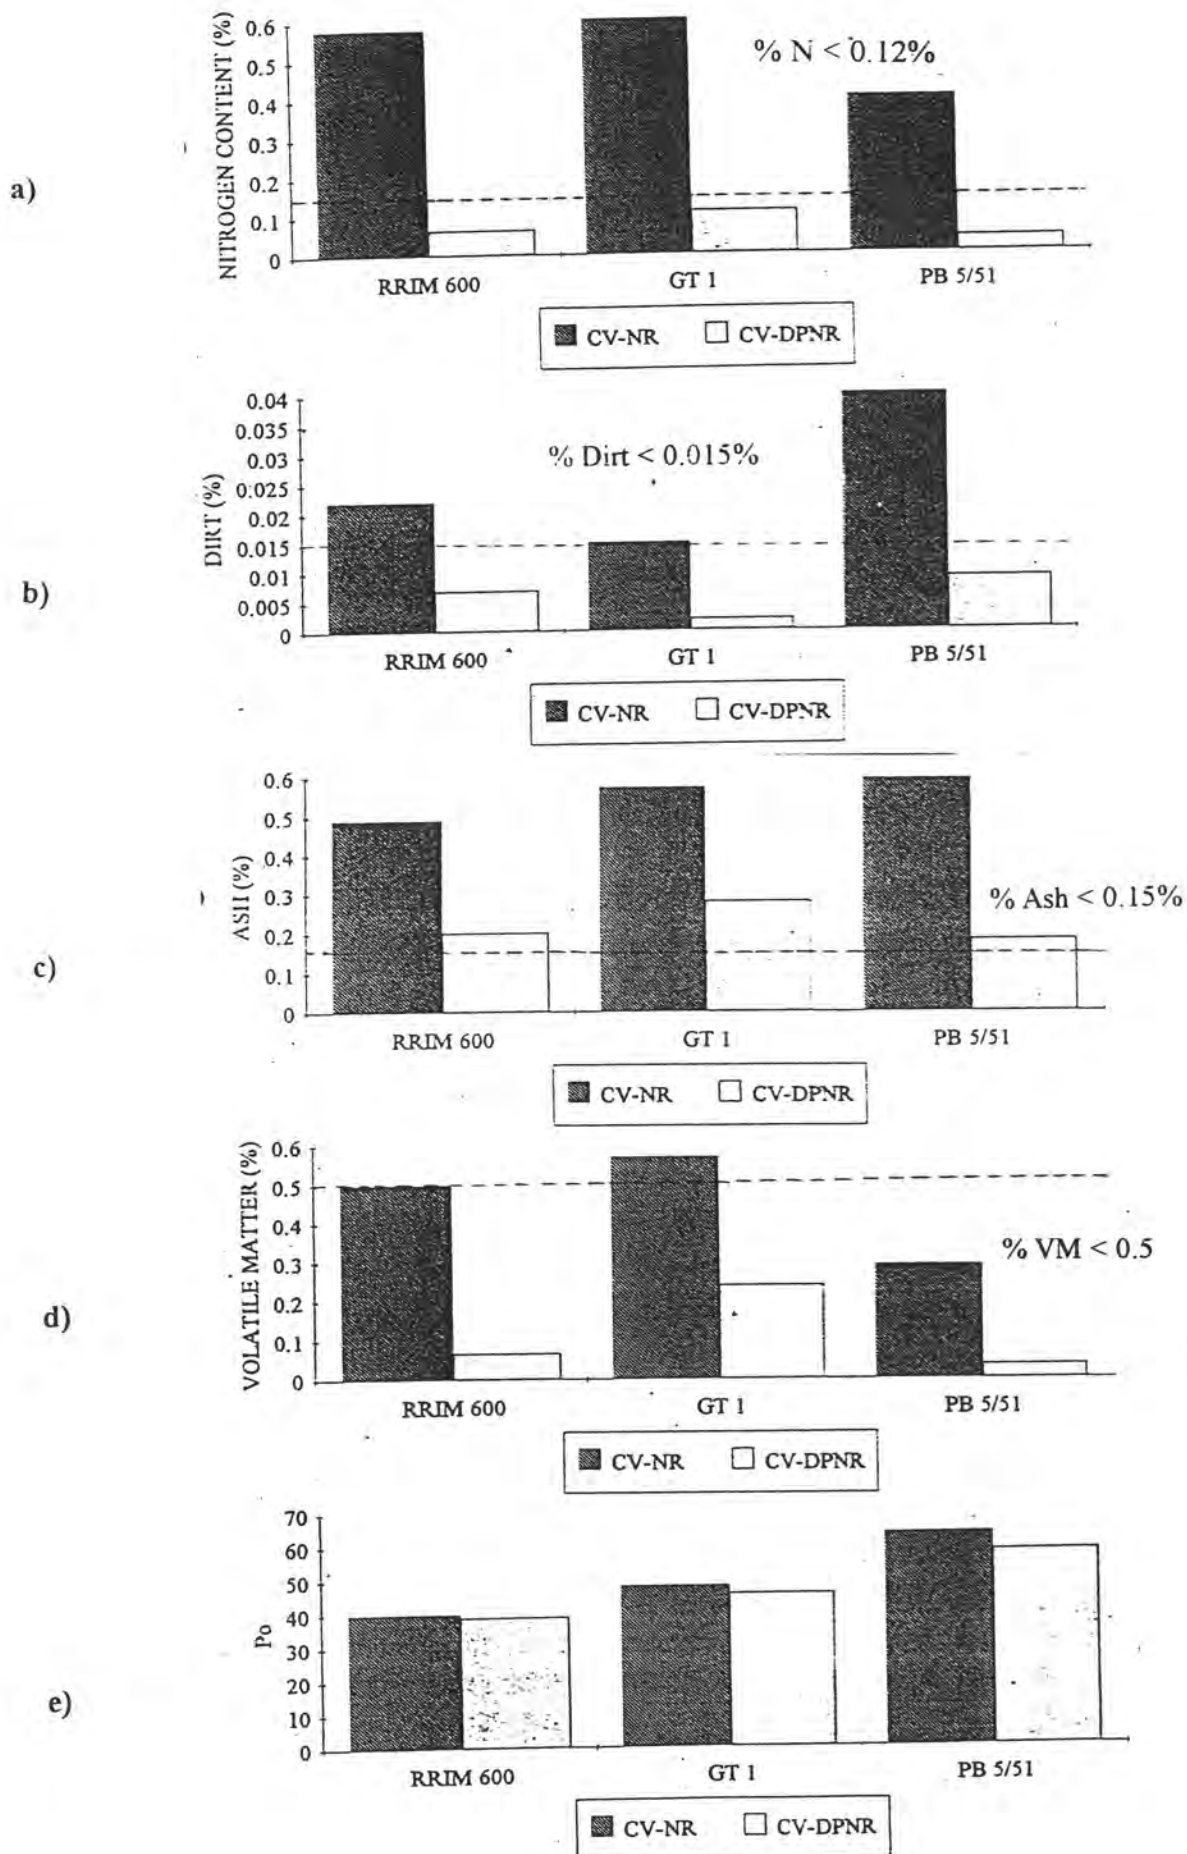 a)
NITROGEN CONTENT (%)
0.6
0.5
0.4
0.3
0.2
0.1
0
% N < 0.12%
RRIM 600 GT 1 PB 5/51
CV-NR CV-DPNR
b)
DIRT (%)
0.04
0.035
0.03
0.025
0.02
0.015
0.01
0.005
0
% Dirt < 0.015%
RRIM 600 GT 1 PB 5/51
CV-NR CV-DPNR
c)
ASH (%)
0.6
0.5
0.4
0.3
0.2
0.1
0
% Ash < 0.15%
RRIM 600 GT 1 PB 5/51
CV-NR CV-DPNR
d)
VOLATILE MATTER (%)
0.6
0.5
0.3
0.2
0.1
0
% VM < 0.5
RRIM 600 GT 1 PB 5/51
CV-NR CV-DPNR
e)
Po
70
60
50
40
30
20
10
0
RRIM 600 GT 1 PB 5/51
CV-NR CV-DPNR